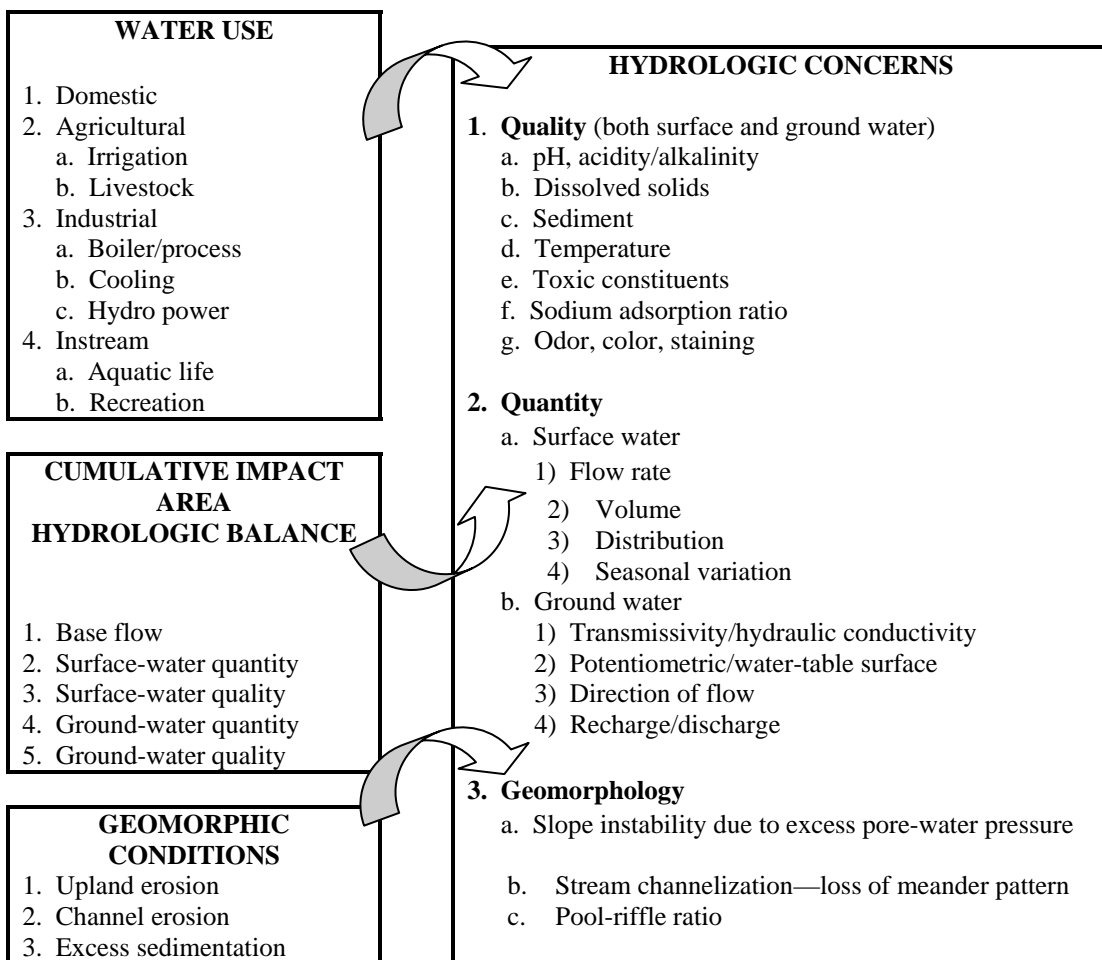 WATER USE
1. Domestic
2. Agricultural
a. Irrigation
b. Livestock
3. Industrial
a. Boiler/process
b. Cooling
c. Hydro power
4. Instream
a. Aquatic life
b. Recreation
CUMULATIVE IMPACT
AREA
HYDROLOGIC BALANCE
1. Base flow
2. Surface-water quantity
3. Surface-water quality
4. Ground-water quantity
5. Ground-water quality
GEOMORPHIC
CONDITIONS
1. Upland erosion
2. Channel erosion
3. Excess sedimentation
HYDROLOGIC CONCERNS
1. Quality (both surface and ground water)
a. pH, acidity/alkalinity
b. Dissolved solids
c. Sediment
d. Temperature
e. Toxic constituents
f. Sodium adsorption ratio
g. Odor, color, staining
2. Quantity
a. Surface water
1) Flow rate
2) Volume
3) Distribution
4) Seasonal variation
b. Ground water
1) Transmissivity/hydraulic conductivity
2) Potentiometric/water-table surface
3) Direction of flow
4) Recharge/discharge
3. Geomorphology
a. Slope instability due to excess pore-water pressure
b. Stream channelization—loss of meander pattern
c. Pool-riffle ratio